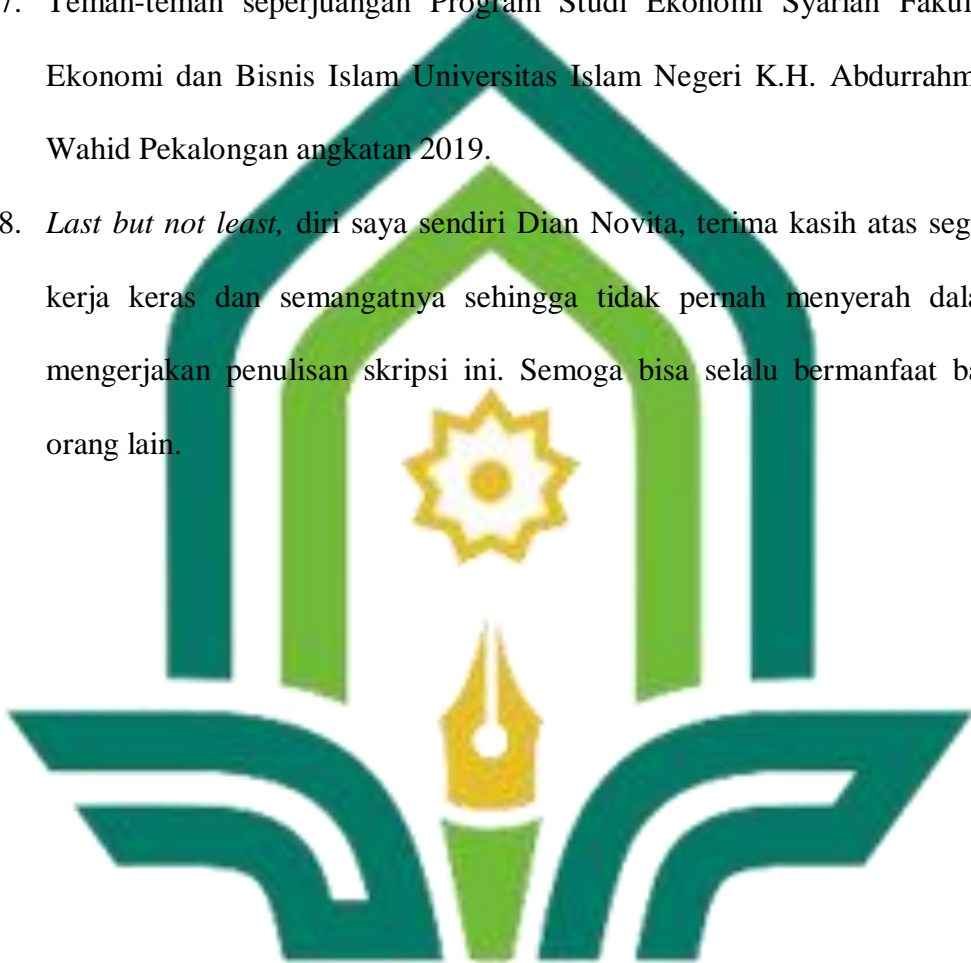 7. Teman-teman seperjuangan Program Studi Ekonomi Syariah Fakul
Ekonomi dan Bisnis Islam Universitas Islam Negeri K.H. Abdurrahm
Wahid Pekalongan angkatan 2019.
8. Last but not least, diri saya sendiri Dian Novita, terima kasih atas seg
kerja keras dan semangatnya sehingga tidak pernah menyerah dala
mengerjakan penulisan skripsi ini. Semoga bisa selalu bermanfaat ba
orang lain.